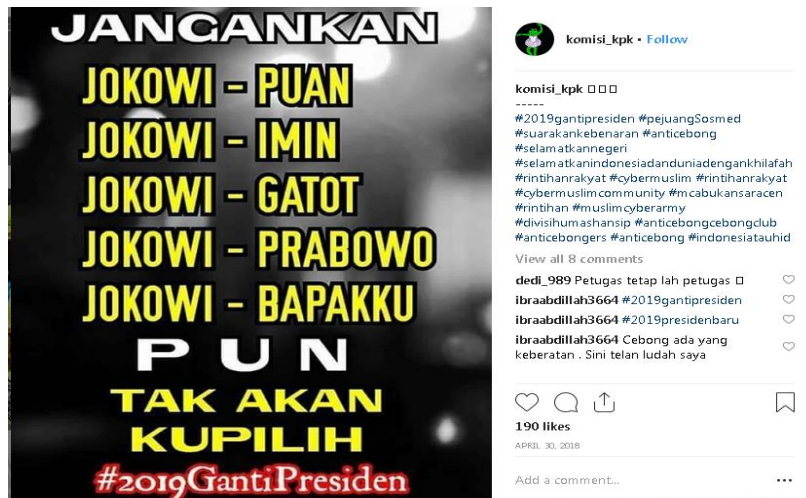 JANGANKAN
JOKOWI - PUAN
JOKOWI - IMIN
JOKOWI - GATOT
JOKOWI - PRABOWO
JOKOWI - BAPAKKU
PUN
TAK AKAN
KUPILIH
#2019GantiPresiden
komisi_kpk • Follow
komisi_kpk
-----
#2019gantipresiden #pejuangSosmed
#suarakankebenaran #anticebong
#selamatkannegeri
#selamatkanindonesiadanduniadengankhilafah
#rintihanrakyat #cybermuslim #rintihanrakyat
#cybermuslimcommunity #mcabukansaracen
#rintihan #muslimcyberarmy
#divisihumashansip #anticebongcebongclub
#anticebongers #anticebong #indonesiatauhid
View all 8 comments
dedi_989 Petugas tetap lah petugas
ibraabdillah3664 #2019gantipresiden
ibraabdillah3664 #2019presidenbaru
ibraabdillah3664 Cebong ada yang
keberatan . Sini telan ludah saya
190 likes
APRIL 30, 2018
Add a comment...